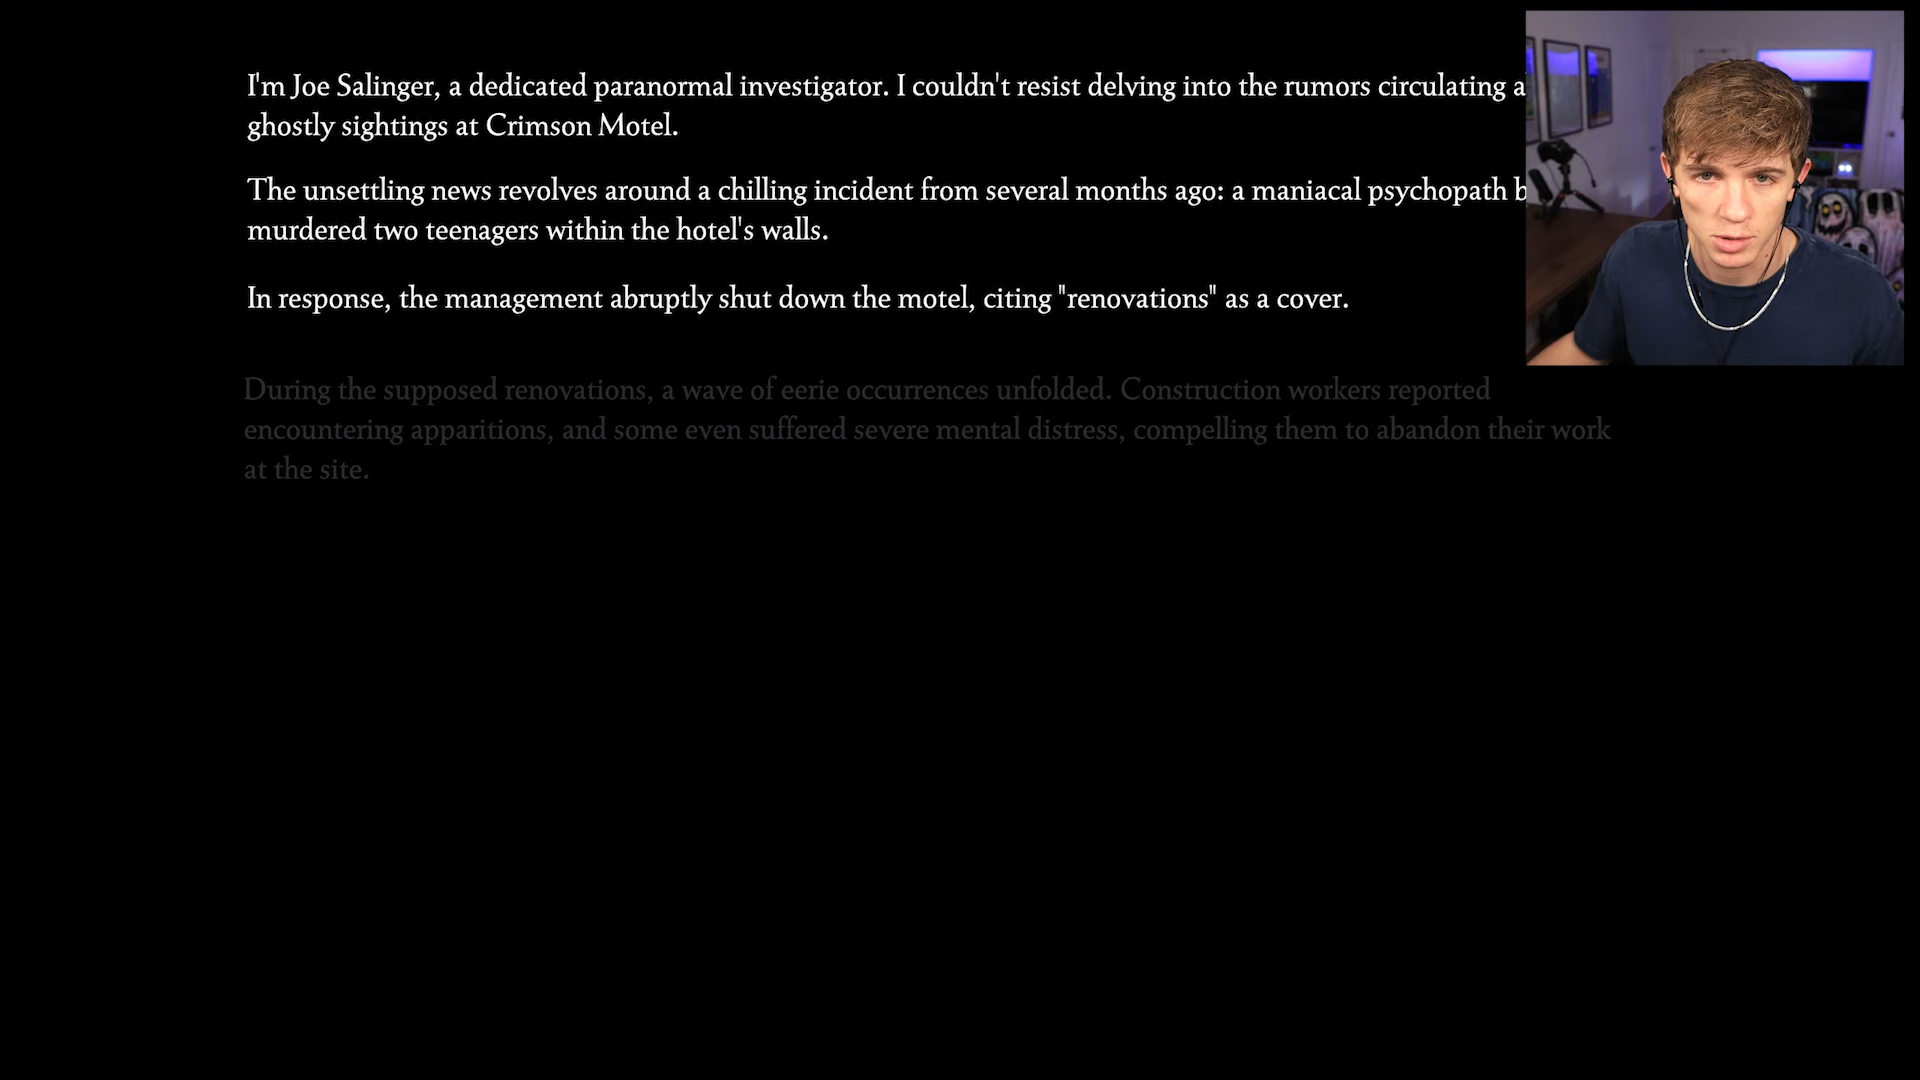 I'm Joe Salinger, a dedicated paranormal investigator. I couldn't resist delving into the rumors circulating
ghostly sightings at Crimson Motel.
The unsettling news revolves around a chilling incident from several months ago: a maniacal psychopath
murdered two teenagers within the hotel's walls.
In response, the management abruptly shut down the motel, citing "renovations" as a cover.
During the supposed renovations, a wave of eerie occurrences unfolded. Construction workers reported
encountering apparitions, and some even suffered severe mental distress, compelling them to abandon their work
at the site.